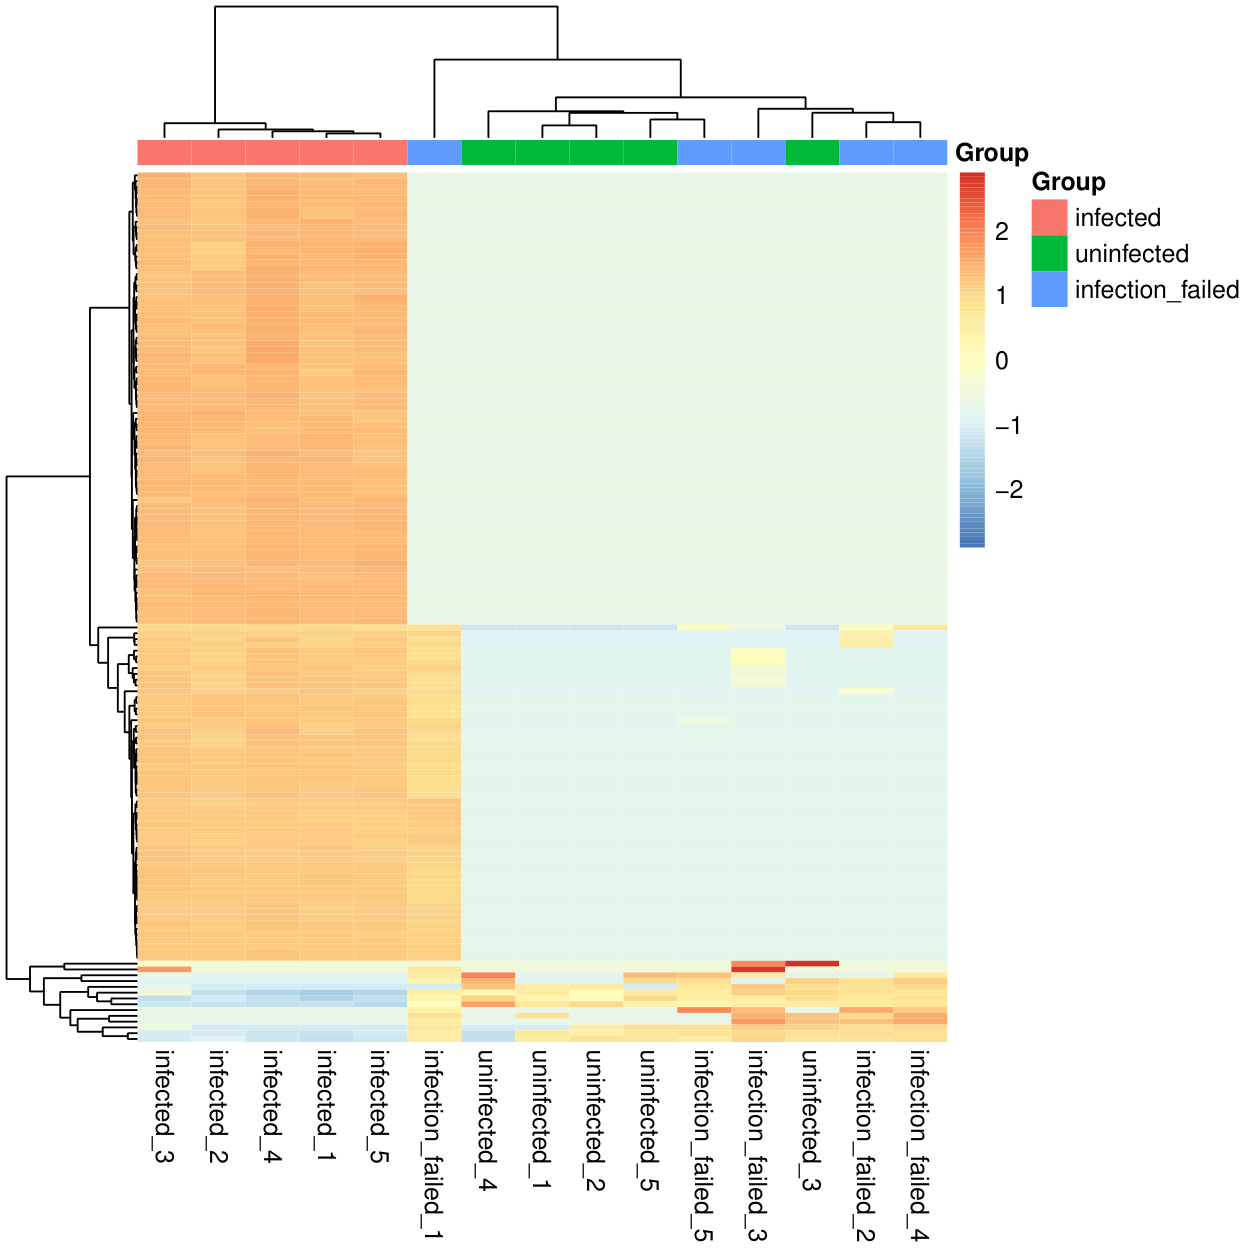 Group
2
1
0
−1
−2
Group
infected
uninfected
infection_failed
infected_3
infected_2
infected_4
infected_1
infected_5
infection_failed_1
uninfected_4
uninfected_1
uninfected_2
uninfected_5
infection_failed_5
infection_failed_3
uninfected_3
infection_failed_2
infection_failed_4